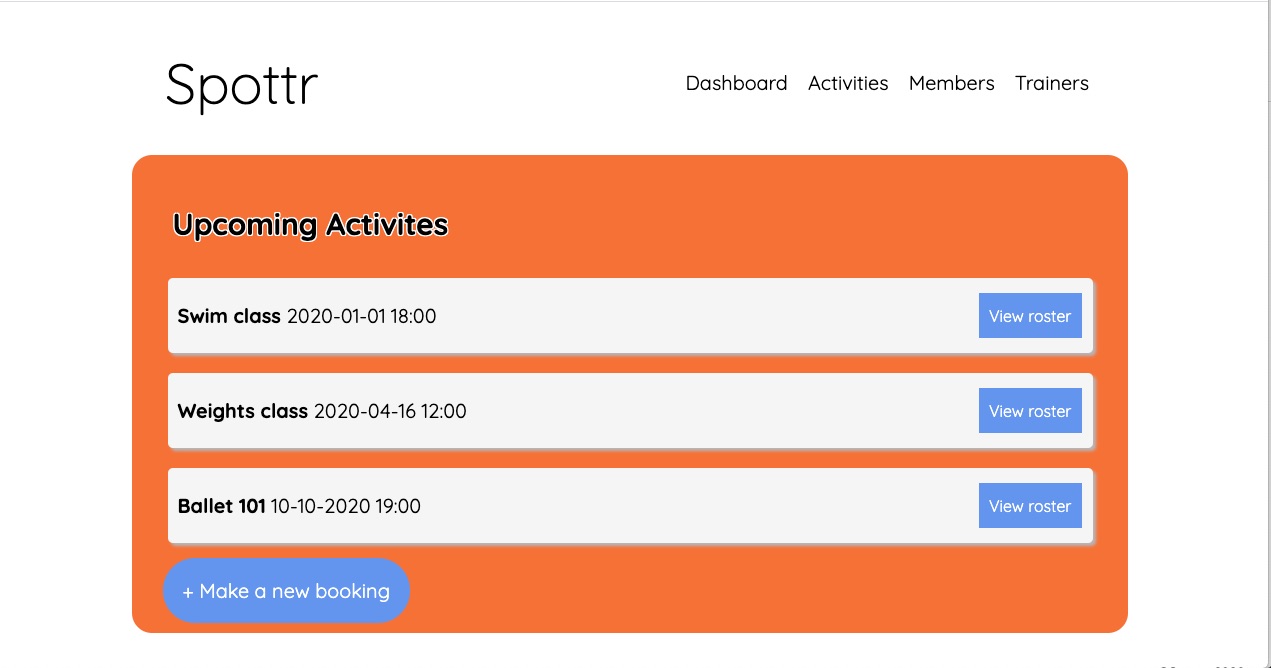 Spottr
Dashboard Activities Members Trainers
Upcoming Activites
Swim class 2020-01-01 18:00
View roster
Weights class 2020-04-16 12:00
View roster
Ballet 101 10-10-2020 19:00
View roster
+ Make a new booking